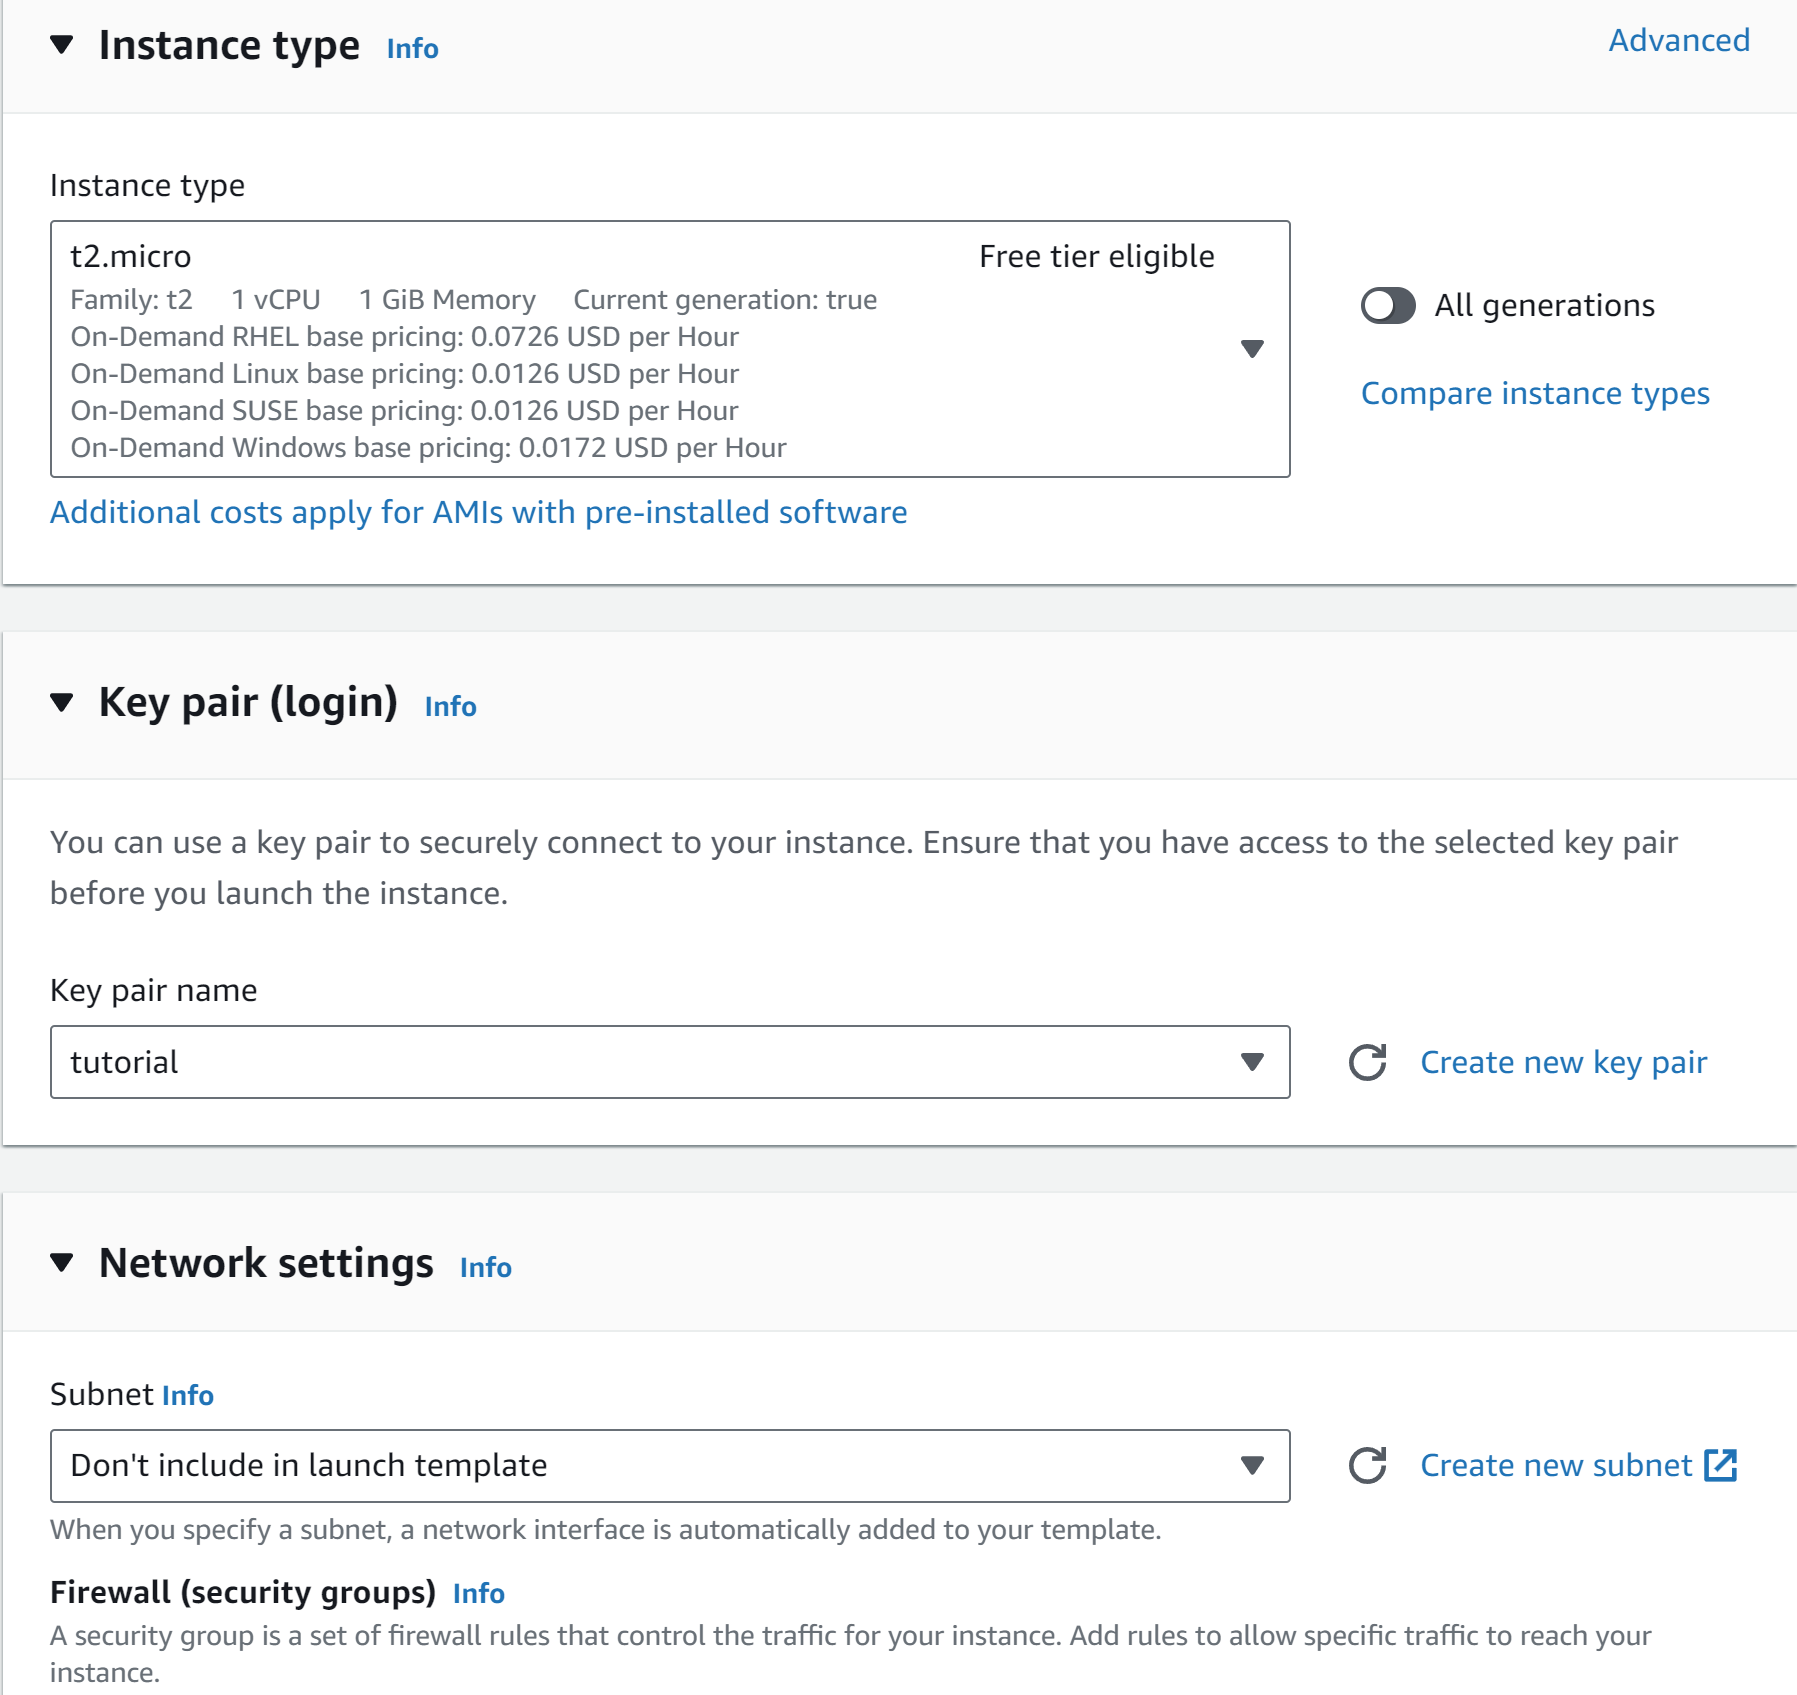 Instance type Info Advanced
Instance type
t2.micro Free tier eligible
Family: t2 1 vCPU 1 GiB Memory Current generation: true
On-Demand RHEL base pricing: 0.0726 USD per Hour
On-Demand Linux base pricing: 0.0126 USD per Hour
On-Demand SUSE base pricing: 0.0126 USD per Hour
On-Demand Windows base pricing: 0.0172 USD per Hour
All generations
Compare instance types
Additional costs apply for AMIs with pre-installed software
Key pair (login) Info
You can use a key pair to securely connect to your instance. Ensure that you have access to the selected key pair
before you launch the instance.
Key pair name
tutorial Create new key pair
Network settings Info
Subnet Info
Don't include in launch template Create new subnet
When you specify a subnet, a network interface is automatically added to your template.
Firewall (security groups) Info
A security group is a set of firewall rules that control the traffic for your instance. Add rules to allow specific traffic to reach your
instance.